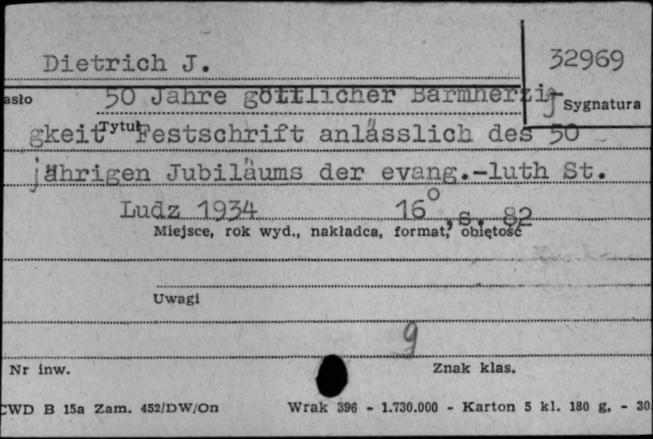 Dietrich J. 32969
asło 50 Jahre göttlicher Barmherzig Sygnatura
gkeit Tytuł Festschrift anlässlich des 50
jährigen Jubiläums der evang.-luth St.
Ludz 1934 16° , s. 82
Miejsce, rok wyd., nakładca, format, objętość
Uwagi
9
Nr inw. Znak klas.
CWD B 15a Zam. 452/DW/On Wrak 396 - 1.730.000 - Karton 5 kl. 180 g, - 30